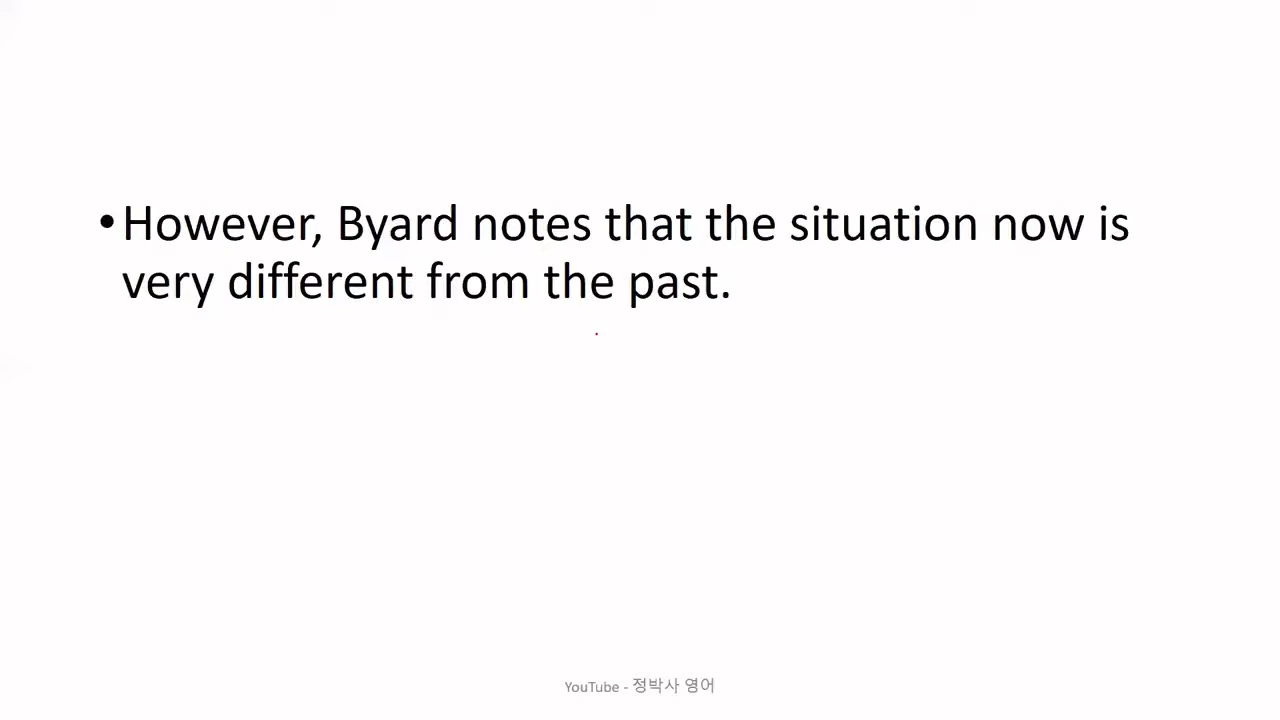 •However, Byard notes that the situation now is
very different from the past.
YouTube - 정박사 영어